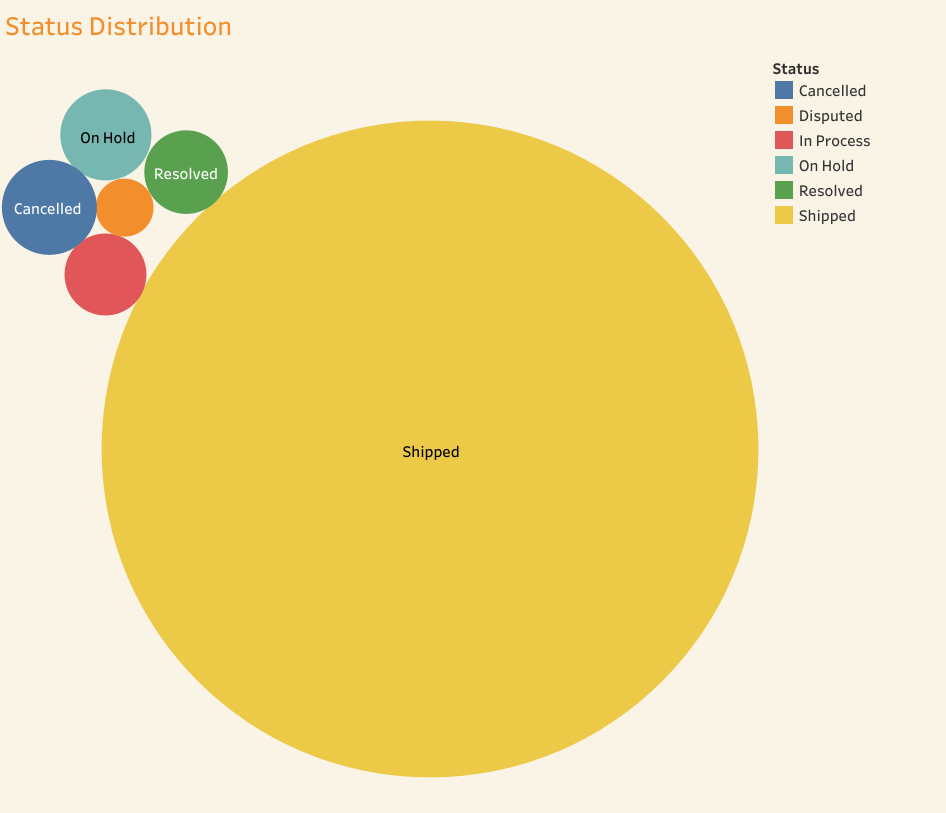 Status Distribution
Status
Cancelled
Disputed
In Process
On Hold
Resolved
Shipped
On Hold
Resolved
Cancelled
Shipped